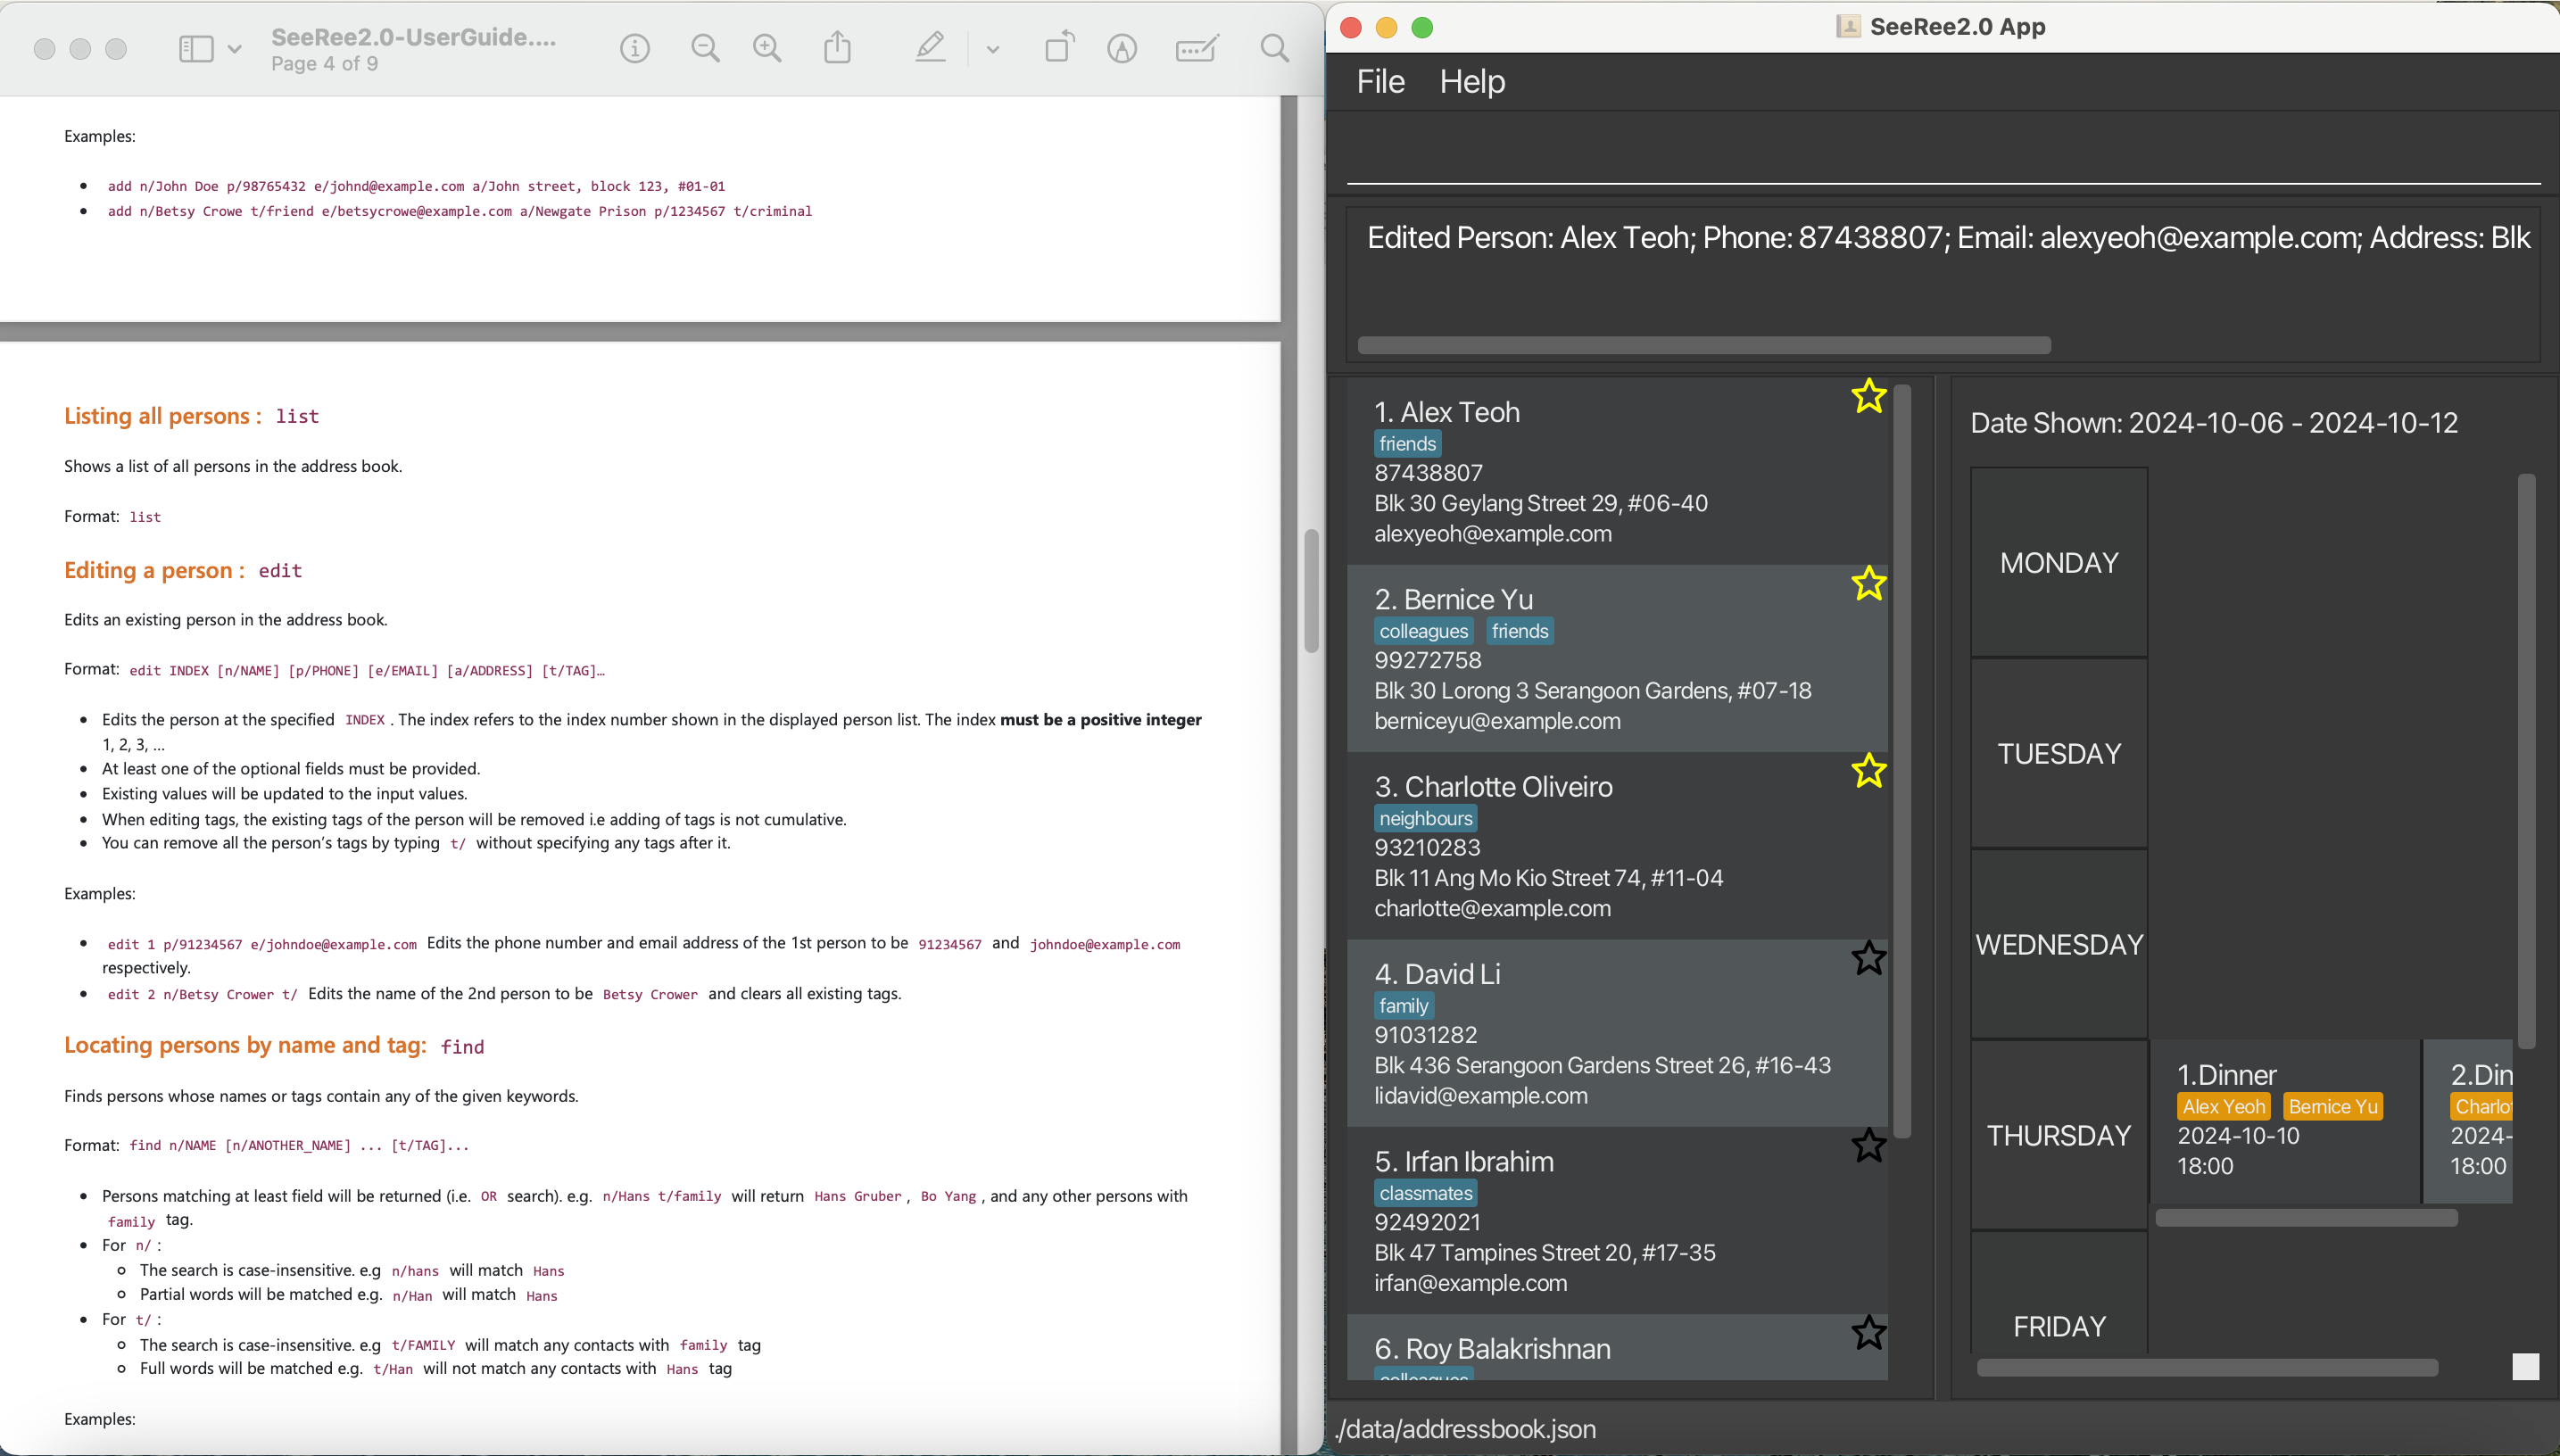 SeeRee2.0-UserGuide....
Page 4 of 9
Examples:
add n/John Doe p/98765432 e/johnd@example.com a/John street, block 123, #01-01
add n/Betsy Crowe t/friend e/betsycrowe@example.com a/Newgate Prison p/1234567 t/criminal
Listing all persons : list
Shows a list of all persons in the address book.
Format: list
Editing a person : edit
Edits an existing person in the address book.
Format: edit INDEX [n/NAME] [p/PHONE] [e/EMAIL] [a/ADDRESS] [t/TAG]…
Edits the person at the specified INDEX . The index refers to the index number shown in the displayed person list. The index must be a positive integer
1, 2, 3, …
At least one of the optional fields must be provided.
Existing values will be updated to the input values.
When editing tags, the existing tags of the person will be removed i.e adding of tags is not cumulative.
You can remove all the person’s tags by typing t/ without specifying any tags after it.
Examples:
edit 1 p/91234567 e/johndoe@example.com Edits the phone number and email address of the 1st person to be 91234567 and johndoe@example.com
respectively.
edit 2 n/Betsy Crower t/ Edits the name of the 2nd person to be Betsy Crower and clears all existing tags.
Locating persons by name and tag: find
Finds persons whose names or tags contain any of the given keywords.
Format: find n/NAME [n/ANOTHER_NAME] ... [t/TAG]...
Persons matching at least field will be returned (i.e. OR search). e.g. n/Hans t/family will return Hans Gruber , Bo Yang , and any other persons with
family tag.
For n/ :
The search is case-insensitive. e.g n/hans will match Hans
Partial words will be matched e.g. n/Han will match Hans
For t/ :
The search is case-insensitive. e.g t/FAMILY will match any contacts with family tag
Full words will be matched e.g. t/Han will not match any contacts with Hans tag
Examples:
SeeRee2.0 App
File Help
Edited Person: Alex Teoh; Phone: 87438807; Email: alexyeoh@example.com; Address: Blk
1. Alex Teoh
friends
87438807
Blk 30 Geylang Street 29, #06-40
alexyeoh@example.com
2. Bernice Yu
colleagues friends
99272758
Blk 30 Lorong 3 Serangoon Gardens, #07-18
berniceyu@example.com
3. Charlotte Oliveiro
neighbours
93210283
Blk 11 Ang Mo Kio Street 74, #11-04
charlotte@example.com
4. David Li
family
91031282
Blk 436 Serangoon Gardens Street 26, #16-43
lidavid@example.com
5. Irfan Ibrahim
classmates
92492021
Blk 47 Tampines Street 20, #17-35
irfan@example.com
6. Roy Balakrishnan
colleagues
Date Shown: 2024-10-06 - 2024-10-12
MONDAY
TUESDAY
WEDNESDAY
THURSDAY
1.Dinner
Alex Yeoh Bernice Yu
2024-10-10
18:00
2.Din
Charlot
2024-
18:00
FRIDAY
./data/addressbook.json